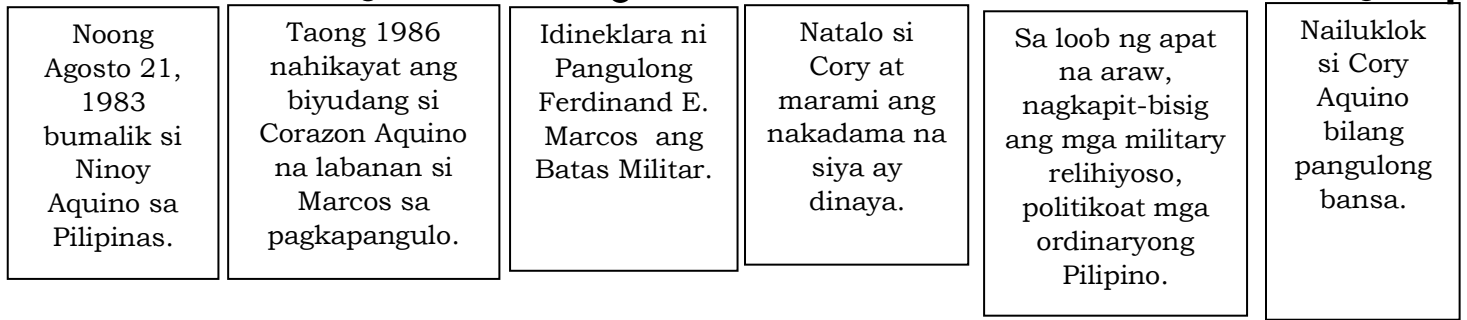 Noong
Agosto 21,
1983
bumalik si
Ninoy
Aquino sa
Pilipinas.
Taong 1986
nahikayat ang
biyudang si
Corazon Aquino
na labanan si
Marcos sa
pagkapangulo.
Idineklara ni
Pangulong
Ferdinand E.
Marcos ang
Batas Militar.
Natalo si
Cory at
marami ang
nakadama na
siya ay
dinaya.
Sa loob ng apat
na araw,
nagkapit-bisig
ang mga military
relihiyoso,
politikoat mga
ordinaryong
Pilipino.
Nailuklok
si Cory
Aquino
bilang
pangulong
bansa.